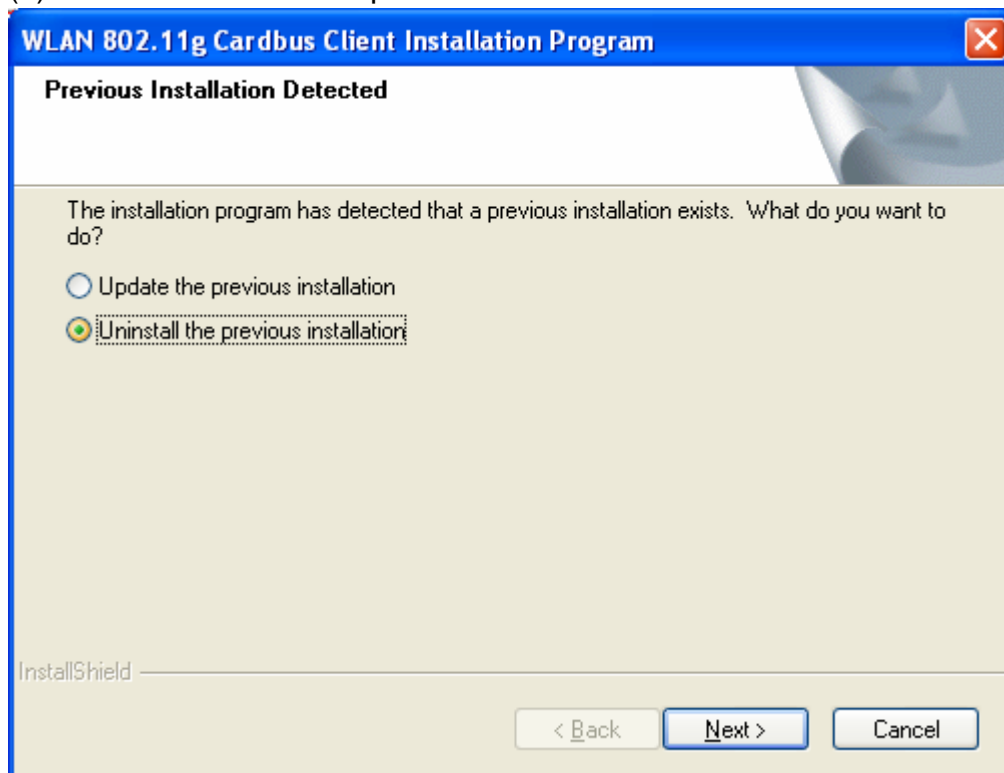 WLAN 802.11g Cardbus Client Installation Program
Previous Installation Detected
The installation program has detected that a previous installation exists. What do you want to
do?
Update the previous installation
Uninstall the previous installation
InstallShield
< Back Next > Cancel